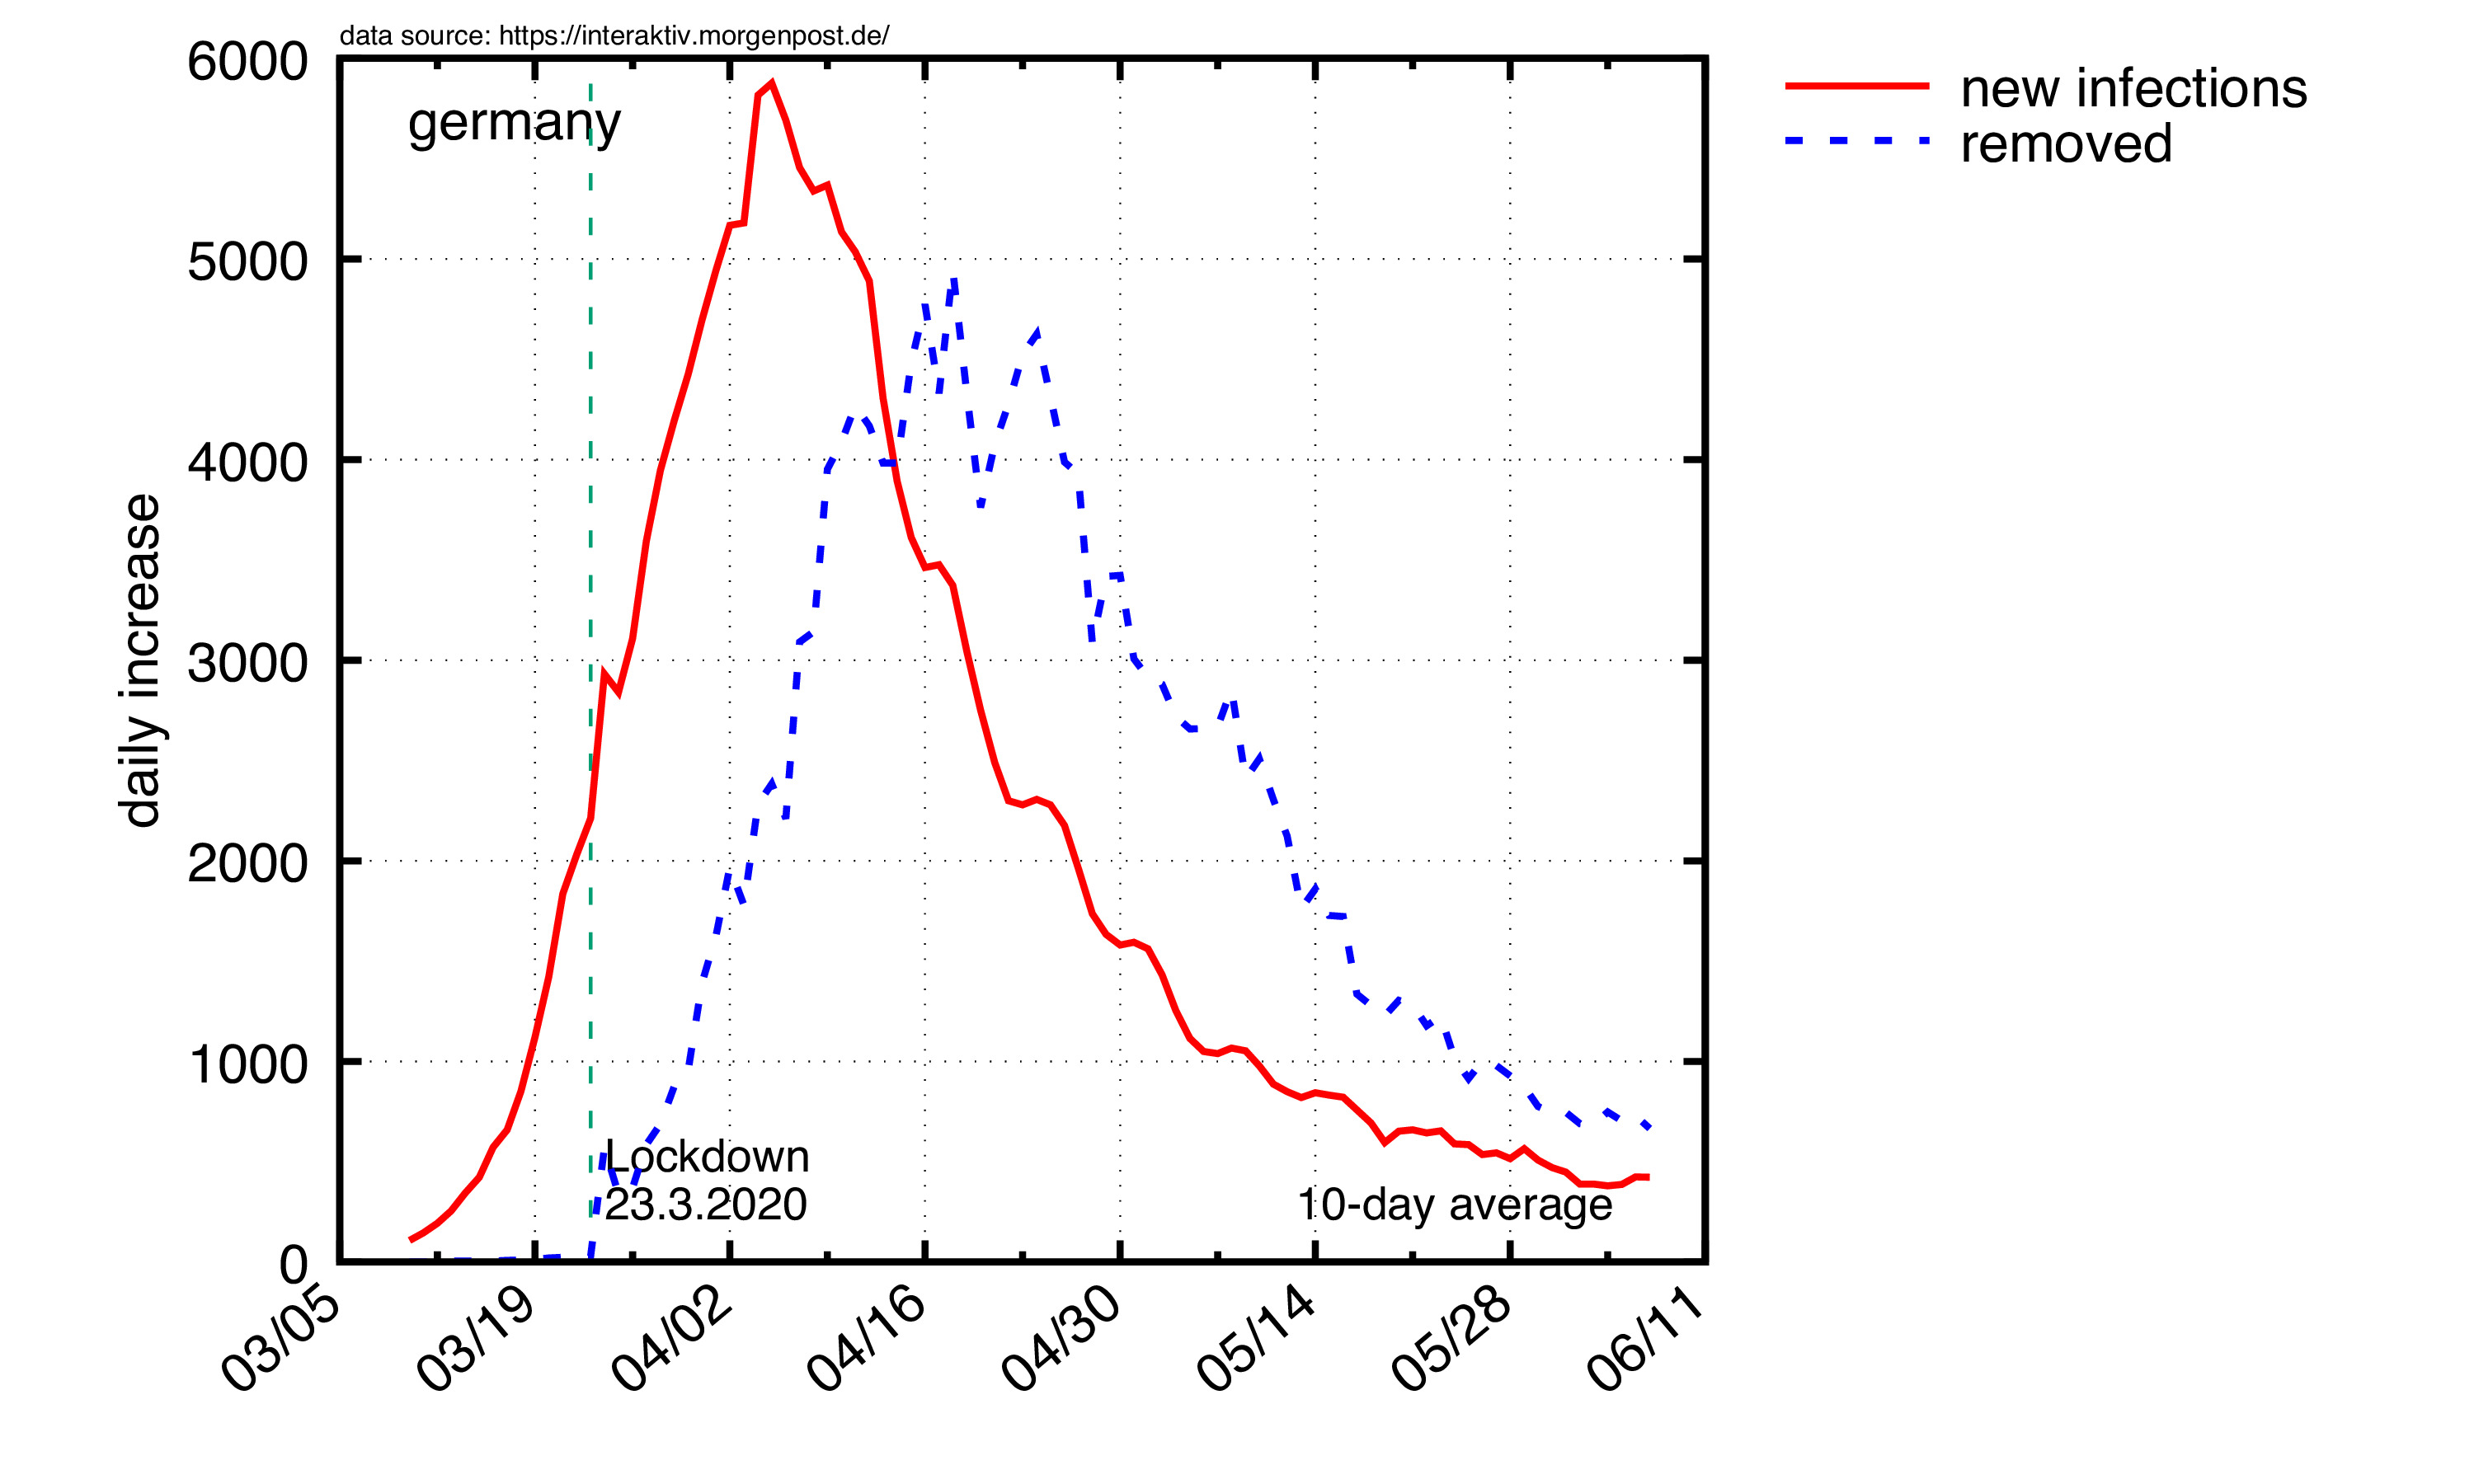 data source: https://interaktiv.morgenpost.de/
6000
5000
4000
3000
2000
1000
0
daily increase
germany
new infections
removed
Lockdown
23.3.2020
10-day average
03/05
03/19
04/02
04/16
04/30
05/14
05/28
06/11